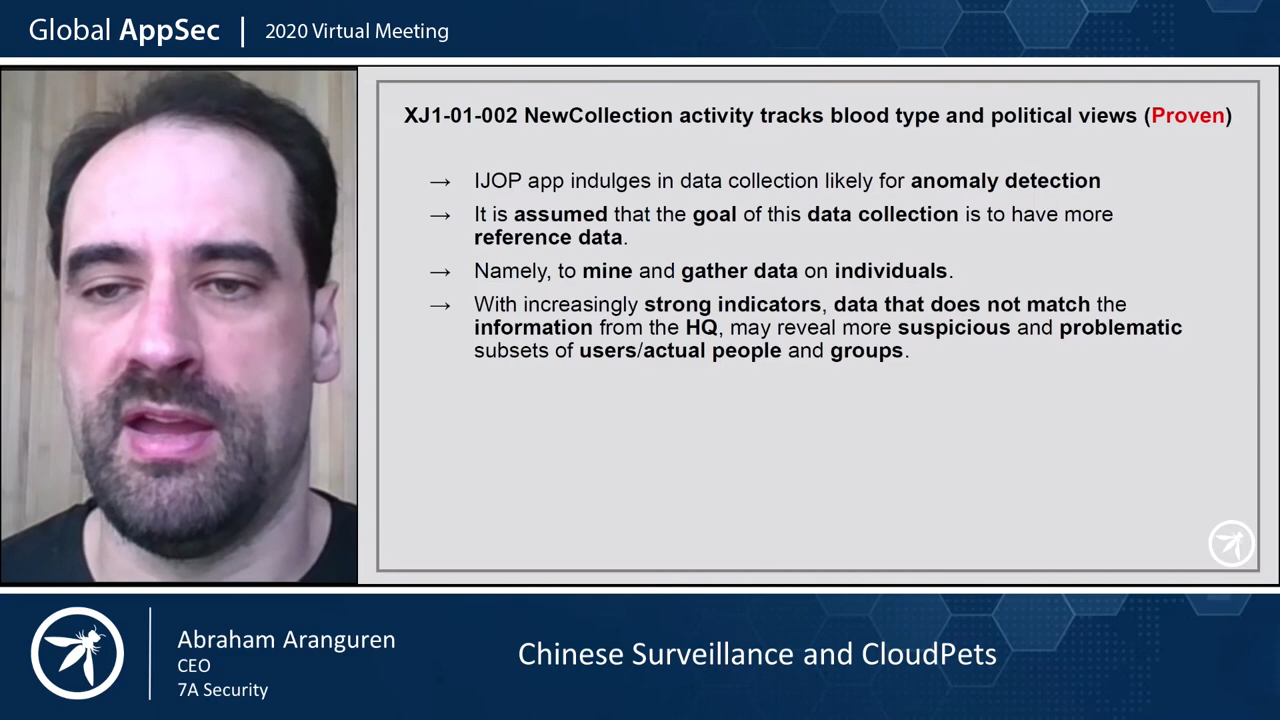 Global AppSec | 2020 Virtual Meeting
XJ1-01-002 NewCollection activity tracks blood type and political views (Proven)
→ IJOP app indulges in data collection likely for anomaly detection
→ It is assumed that the goal of this data collection is to have more
reference data.
→ Namely, to mine and gather data on individuals.
→ With increasingly strong indicators, data that does not match the
information from the HQ, may reveal more suspicious and problematic
subsets of users/actual people and groups.
Abraham Aranguren
CEO
7A Security
Chinese Surveillance and CloudPets